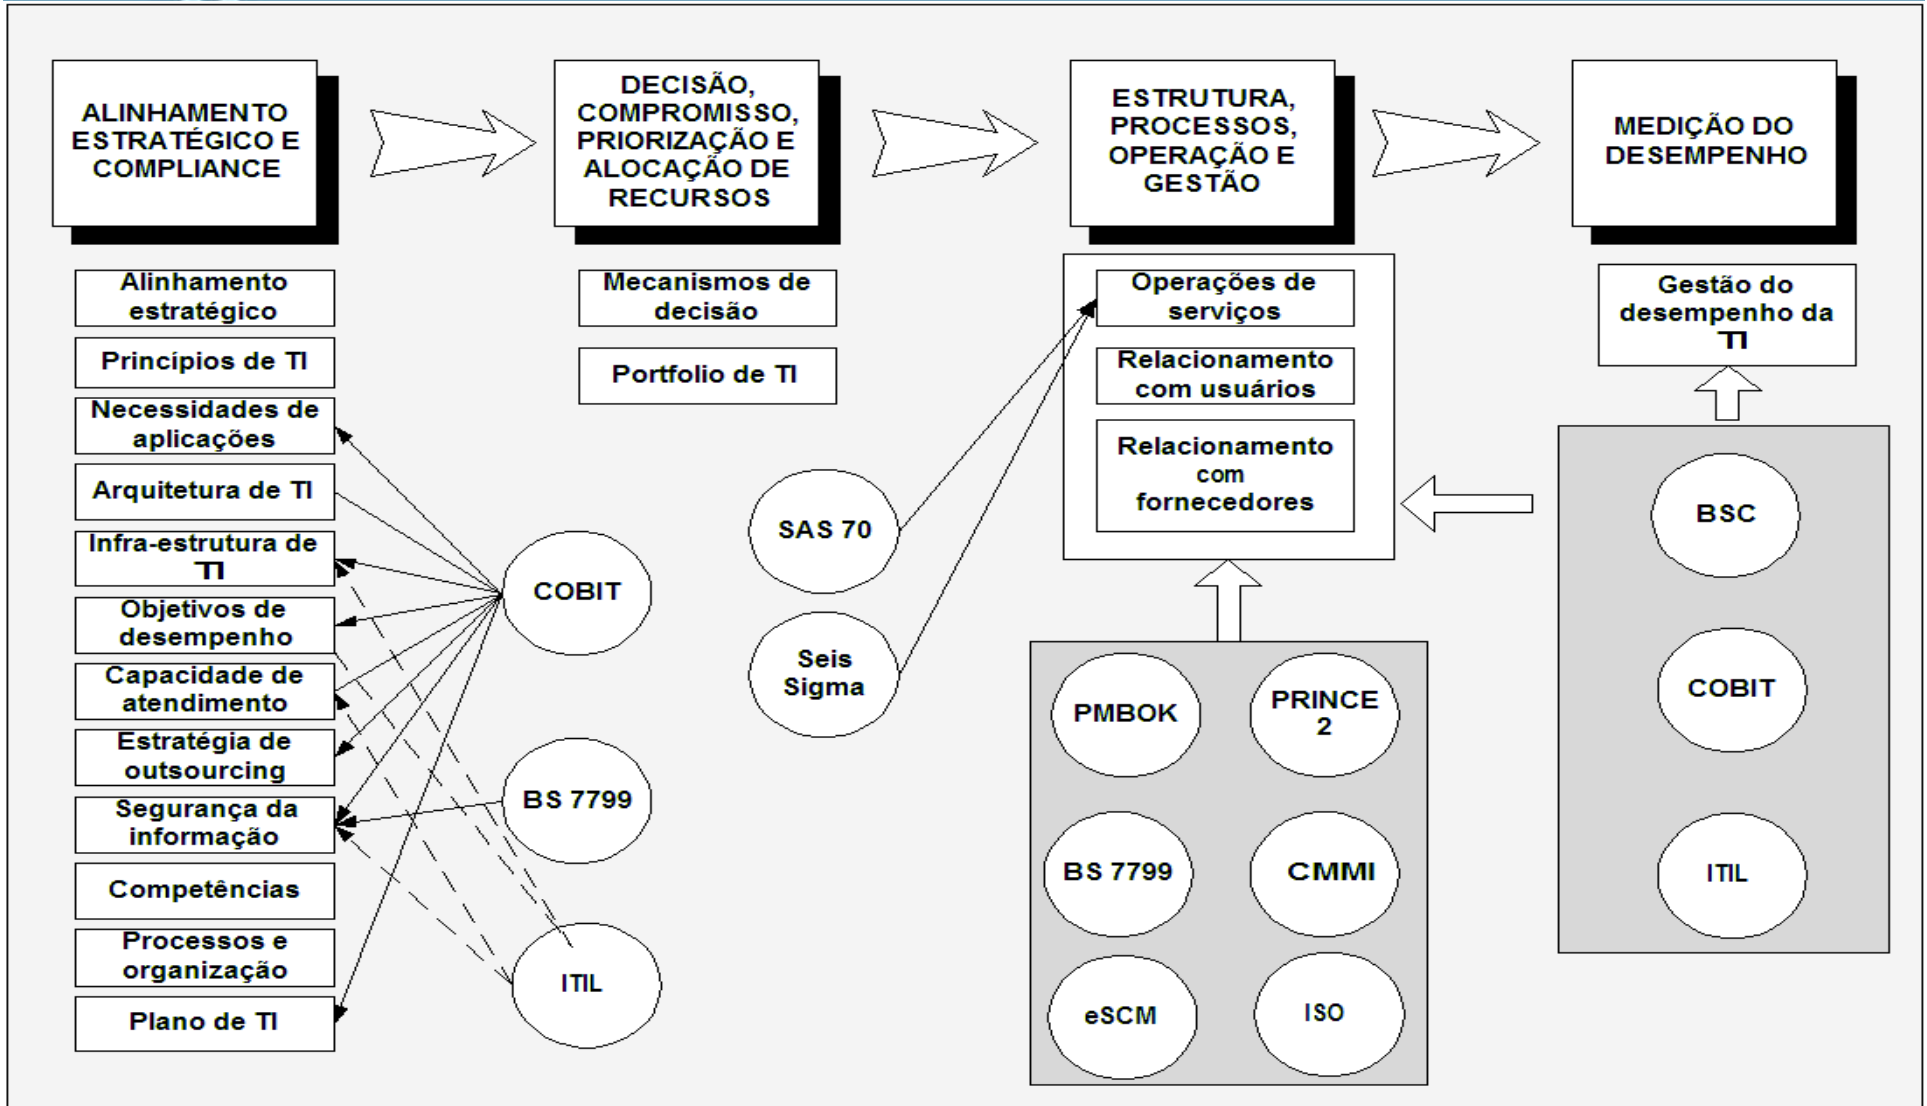 ALINHAMENTO
ESTRATÉGICO E
COMPLIANCE
DECISÃO,
COMPROMISSO,
PRIORIZAÇÃO E
ALOCAÇÃO DE
RECURSOS
ESTRUTURA,
PROCESSOS,
OPERAÇÃO E
GESTÃO
MEDIÇÃO DO
DESEMPENHO
Alinhamento
estratégico
Princípios de TI
Necessidades de
aplicações
Arquitetura de TI
Infra-estrutura de
TI
Objetivos de
desempenho
Capacidade de
atendimento
Estratégia de
outsourcing
Segurança da
informação
Competências
Processos e
organização
Plano de TI
COBIT
BS 7799
ITIL
Mecanismos de
decisão
Portfolio de TI
SAS 70
Seis
Sigma
Operações de
serviços
Relacionamento
com usuários
Relacionamento
com
fornecedores
PMBOK
PRINCE
2
BS 7799
CMMI
eSCM
ISO
Gestão do
desempenho da
TI
BSC
COBIT
ITIL